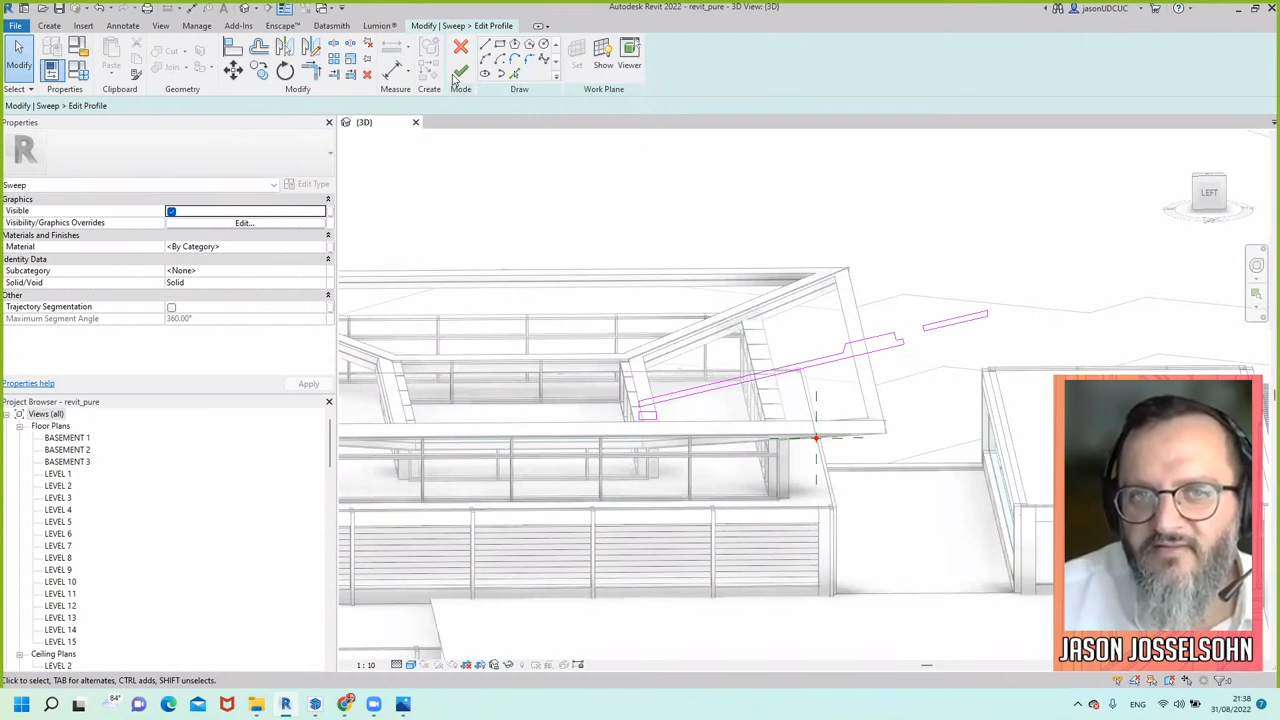 Autodesk Revit 2022 - revit_pure - 3D View: {3D}
jasonUDCUC
File Create Insert Annotate View Manage Add-Ins Enscape™ Datasmith Lumion® Modify | Sweep > Edit Profile
Modify Paste Cut Join Show Viewer Set
Select Properties Clipboard Geometry Modify Measure Create Mode Draw Work Plane
Modify | Sweep > Edit Profile
Properties
{3D}
R
Sweep Edit Type
Graphics
Visible
Visibility/Graphics Overrides Edit...
Materials and Finishes
Material <By Category>
Identity Data
Subcategory <None>
Solid/Void Solid
Other
Trajectory Segmentation
Maximum Segment Angle 360.00°
Properties help Apply
Project Browser - revit_pure
Views (all)
Floor Plans
BASEMENT 1
BASEMENT 2
BASEMENT 3
LEVEL 1
LEVEL 2
LEVEL 3
LEVEL 4
LEVEL 5
LEVEL 6
LEVEL 7
LEVEL 8
LEVEL 9
LEVEL 10
LEVEL 11
LEVEL 12
LEVEL 13
LEVEL 14
LEVEL 15
Ceiling Plans
LEVEL 2
LEFT
1 : 10
JASON JOSSELSOHN
Click to select, TAB for alternates, CTRL adds, SHIFT unselects.
:0
84°
ENG
21:38
31/08/2022